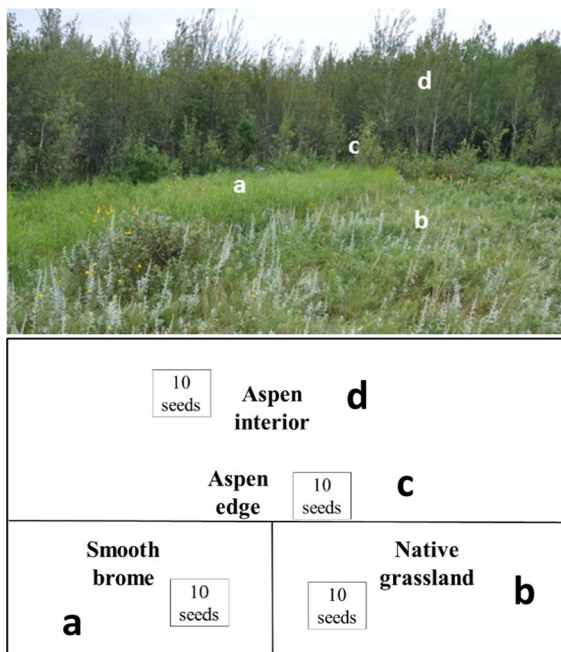 d
c
a
b
10
seeds
Aspen
interior
d
Aspen
edge
10
seeds
c
Smooth
brome
10
seeds
a
Native
grassland
10
seeds
b